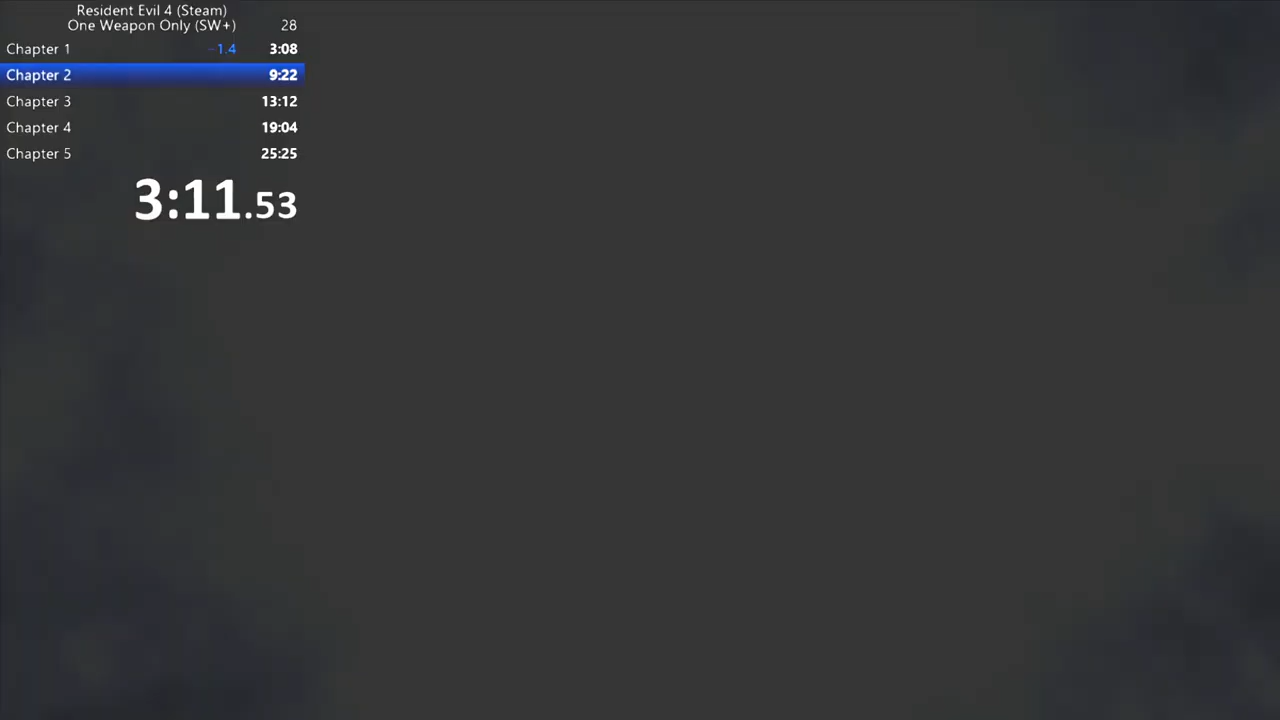 Resident Evil 4 (Steam)
One Weapon Only (SW+) 28
Chapter 1 −1.4 3:08
Chapter 2 9:22
Chapter 3 13:12
Chapter 4 19:04
Chapter 5 25:25
3:11.53